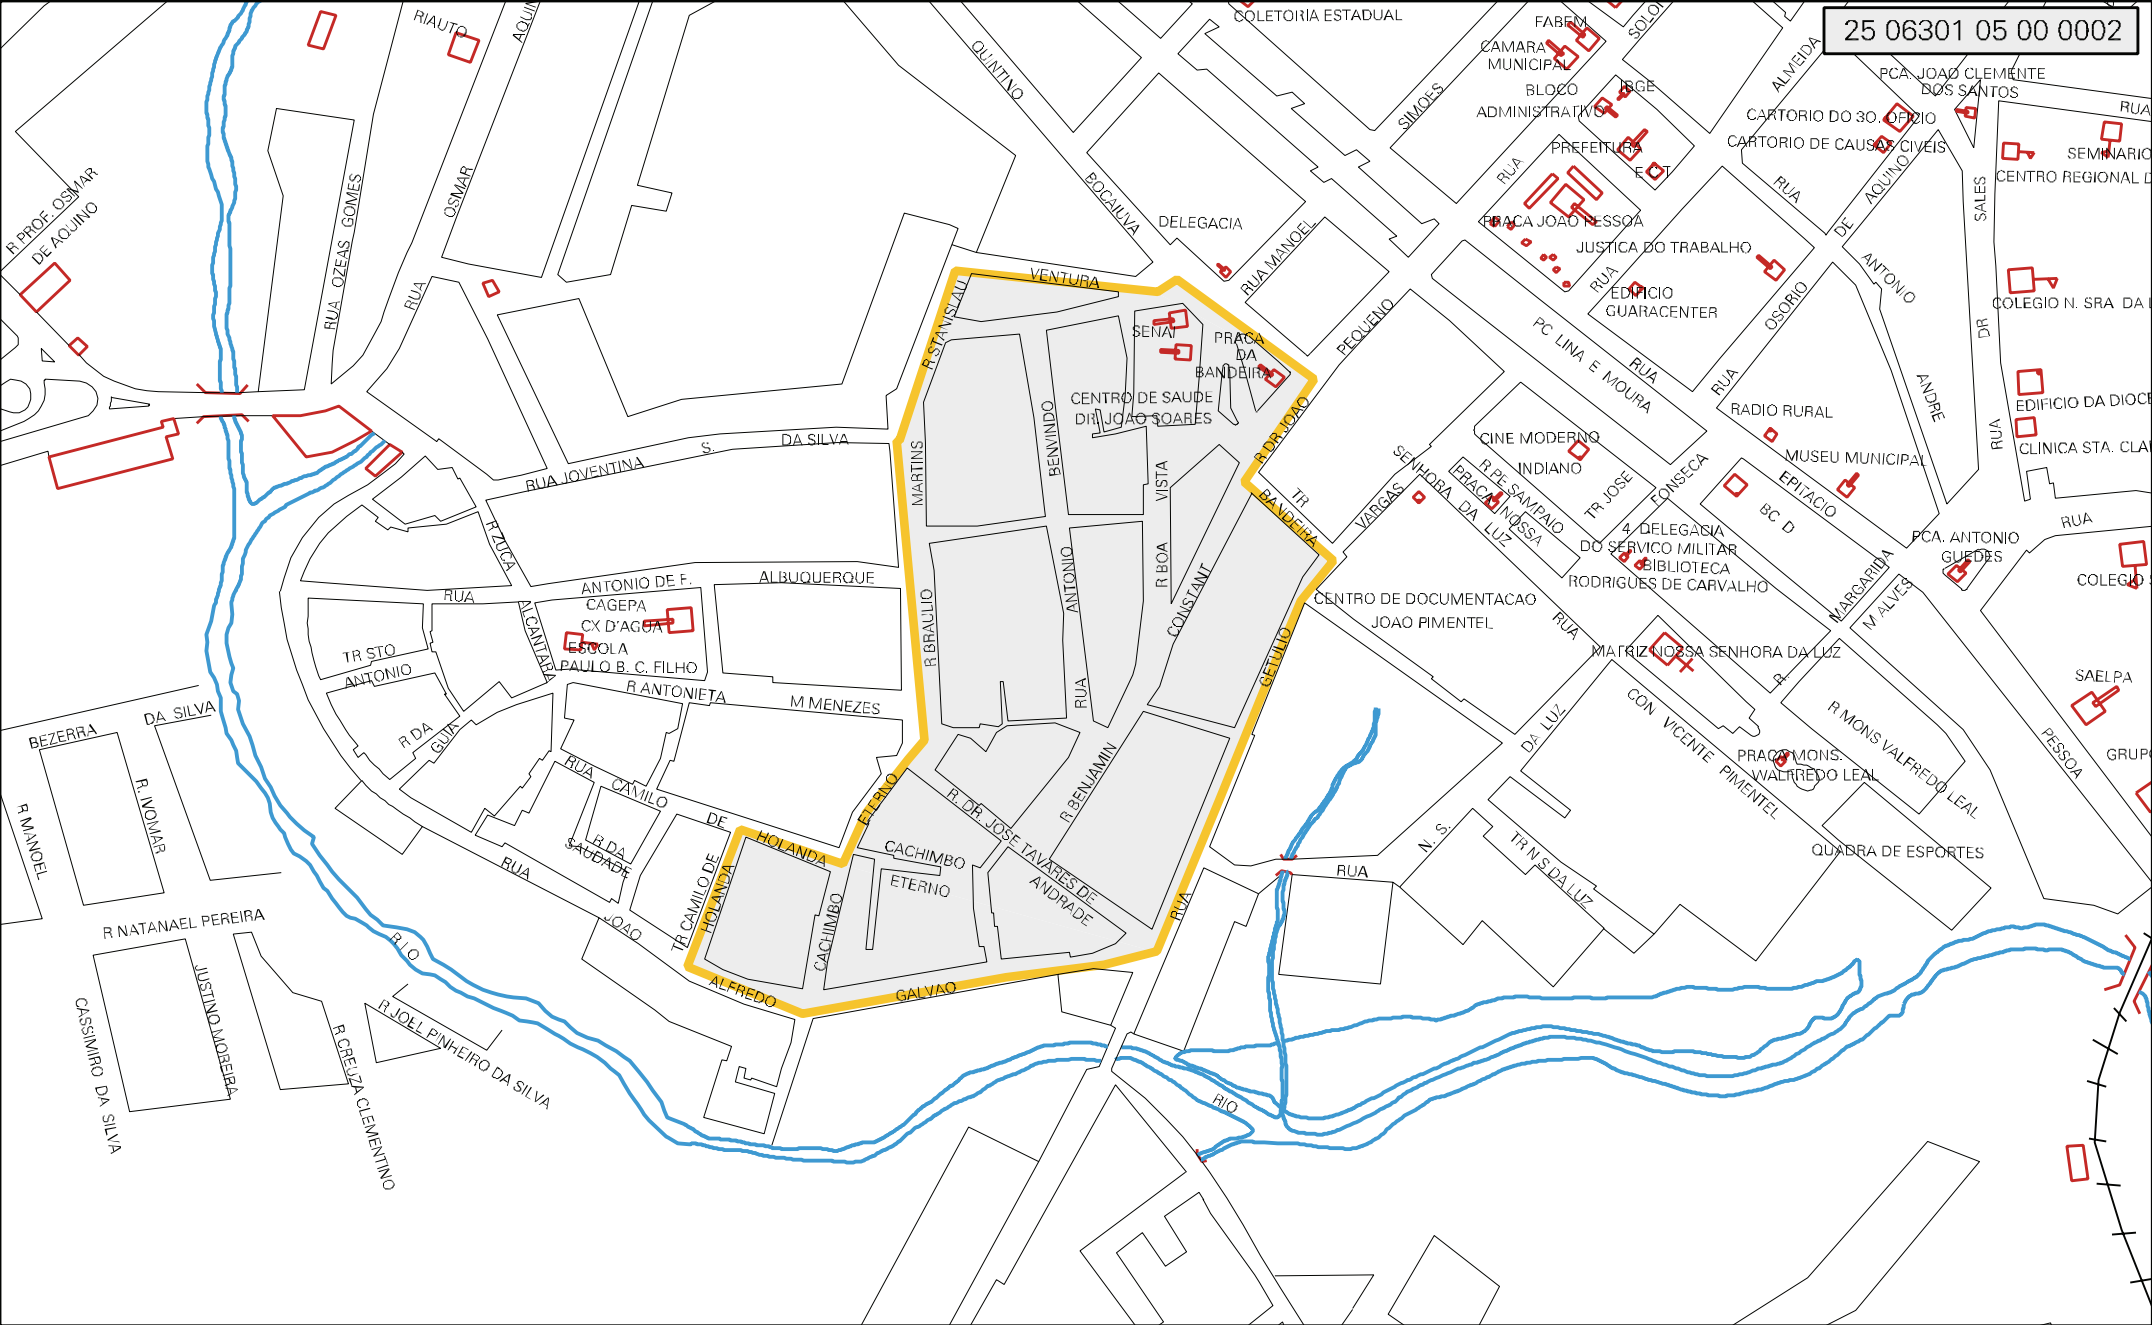 25 06301 05 00 0002
RIAUTO
COLETORIA ESTADUAL
FABEM
CAMARA
MUNICIPAL
BLOCO
ADMINISTRATIVO
IBGE
ALMEIDA
PCA. JOAO CLEMENTE
DOS SANTOS
CARTORIO DO 3O. OFICIO
CARTORIO DE CAUSAS CIVEIS
RUA
SEMINARIO
CENTRO REGIONAL D
QUINTINO
BOCAIUVA
SIMOES
RUA
PREFEITURA
E C T
PRACA JOAO PESSOA
JUSTICA DO TRABALHO
RUA
DE
AQUINO
SALES
DR
RUA
R PROF. OSMAR
DE AQUINO
RUA OZEAS GOMES
RUA
OSMAR
DELEGACIA
RUA MANOEL
PEQUENO
RUA
EDIFICIO
GUARACENTER
OSORIO
RUA
ANTONIO
ANDRE
COLEGIO N. SRA
EDIFICIO DA DIOCE
CLINICA STA. CLA
VENTURA
R STANISLAU
MARTINS
SENAI
PRACA
DA
BANDEIRA
CENTRO DE SAUDE
DR. JOAO SOARES
BENVINDO
R DR JOAO
PC LINA E MOURA
RUA
RADIO RURAL
MUSEU MUNICIPAL
CINE MODERNO
INDIANO
EPITACIO
BC D
RUA JOVENTINA
S.
DA SILVA
VISTA
R BOA
TR
BANDEIRA
VARGAS
SENHORA
DA LUZ
PRACA NOSSA
R PE SAMPAIO
TR JOSE
FONSECA
4. DELEGACIA
DO SERVICO MILITAR
BIBLIOTECA
RODRIGUES DE CARVALHO
PCA. ANTONIO
GUEDES
RUA
COLEGIO
MARGARIDA
M ALVES
R
R ZUCA
ALCANTARA
RUA
ANTONIO DE F.
ALBUQUERQUE
CAGEPA
CX D'AGUA
ESCOLA
PAULO B. C. FILHO
R BRAULIO
ANTONIO
RUA
CONSTANT
R BENJAMIN
GETULIO
RUA
CENTRO DE DOCUMENTACAO
JOAO PIMENTEL
RUA
MATRIZ NOSSA SENHORA DA LUZ
SAELPA
TR STO
ANTONIO
R DA
GUIA
R ANTONIETA
M MENEZES
CON VICENTE PIMENTEL
DA LUZ
R MONS VALFREDO LEAL
PRACA MONS.
WALFREDO LEAL
PESSOA
GRUP
BEZERRA
DA SILVA
R. IVOMAR
R MANOEL
RUA
CAMILO
DE
HOLANDA
ETERNO
R DA
SAUDADE
R. DR. JOSE TAVARES DE
ANDRADE
CACHIMBO
ETERNO
CACHIMBO
RUA
N. S.
TR N S DA LUZ
QUADRA DE ESPORTES
RUA
JOAO
TR CAMILO DE
HOLANDA
ALFREDO
GALVAO
R NATANAEL PEREIRA
RIO
JUSTINO MOREIRA
CASSIMIRO DA SILVA
R JOEL PINHEIRO DA SILVA
R CREUZA CLEMENTINO
RIO